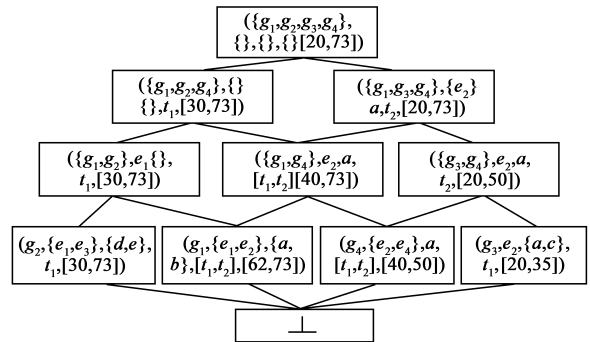 ({g₁,g₂,g₃,g₄},
{},{},{}[20,73])
({g₁,g₂,g₄},{}
{},t₁,[30,73])
({g₁,g₃,g₄},{e₂}
a,t₂,[20,73])
({g₁,g₂},e₁{},
t₁,[30,73])
({g₁,g₄},e₂,a,
[t₁,t₂][40,73])
({g₃,g₄},e₂,a,
t₂,[20,50])
(g₂,{e₁,e₃},{d,e},
t₁,[30,73])
(g₁,{e₁,e₂},{a,
b},[t₁,t₂],[62,73])
(g₄,{e₂,e₄},a,
[t₁,t₂],[40,50])
(g₃,e₂,{a,c},
t₁,[20,35])
⊥